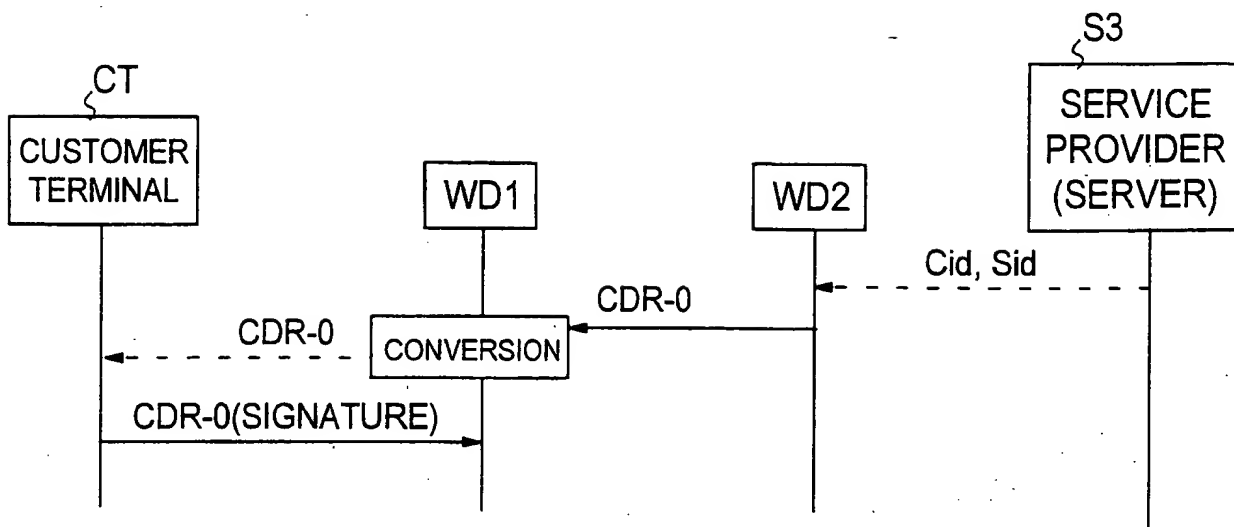 S3
CT
SERVICE
PROVIDER
(SERVER)
CUSTOMER
TERMINAL
WD1
WD2
Cid, Sid
CDR-0
CDR-0
CONVERSION
CDR-0(SIGNATURE)